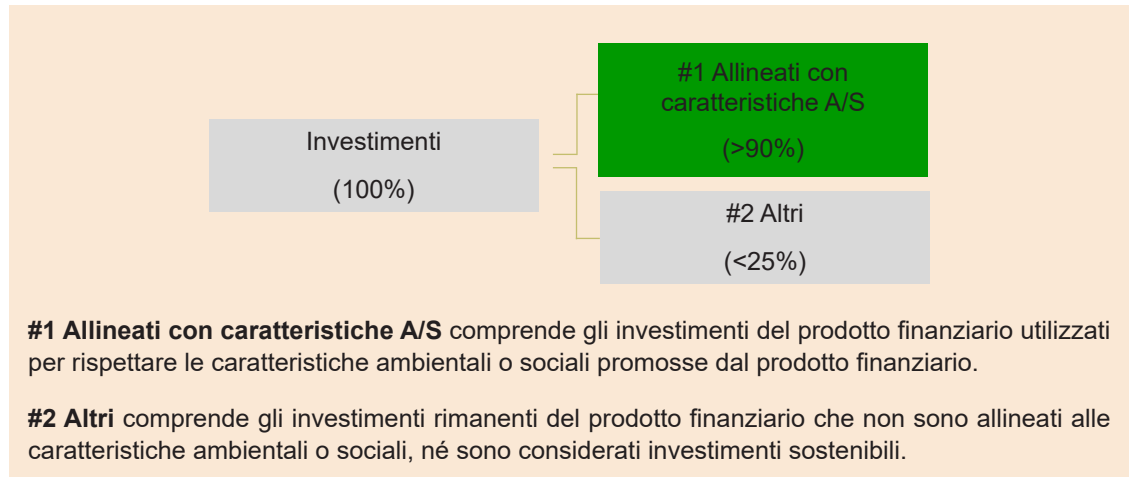 #1 Allineati con
caratteristiche A/S
(>90%)
Investimenti
(100%)
#2 Altri
(<25%)
#1 Allineati con caratteristiche A/S comprende gli investimenti del prodotto finanziario utilizzati
per rispettare le caratteristiche ambientali o sociali promosse dal prodotto finanziario.
#2 Altri comprende gli investimenti rimanenti del prodotto finanziario che non sono allineati alle
caratteristiche ambientali o sociali, né sono considerati investimenti sostenibili.